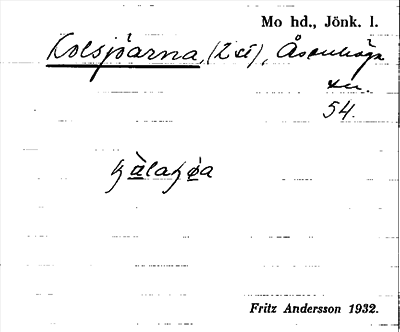 Mo hd., Jönk. l.
Kolsjöarna, (2 st), Åsenhöga
sn.
54.
Fritz Andersson 1932.